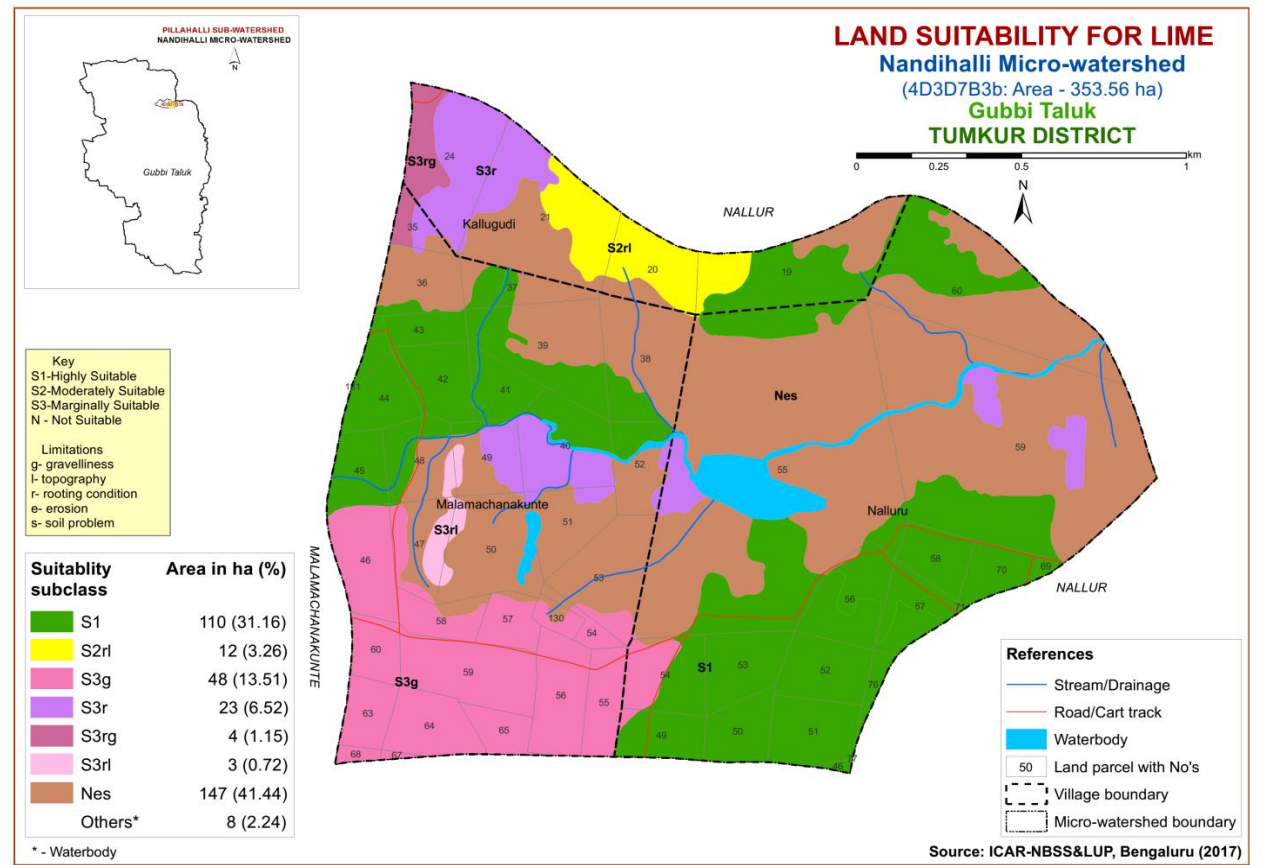 PILLAHALLI SUB-WATERSHED
NANDIHALLI MICRO-WATERSHED
N
Gubbi Taluk
LAND SUITABILITY FOR LIME
Nandihalli Micro-watershed
(4D3D7B3b: Area - 353.56 ha)
Gubbi Taluk
TUMKUR DISTRICT
km
0 0.25 0.5 1
N
NALLUR
S3rg
24
S3r
35
Kallugudi
21
S2rl
20
19
60
36
37
43
39
38
42
41
44
45
Nes
40
49
48
52
55
59
Malamachanakunte
S3rl
51
50
47
53
Nalluru
46
58
57
130
54
60
59
S3g
56
55
63
64
65
68
67
54
S1
53
52
49
50
51
76
46
56
57
58
70
69
71
MALAMACHANAKUNTE
NALLUR
Key
S1-Highly Suitable
S2-Moderately Suitable
S3-Marginally Suitable
N - Not Suitable
Limitations
g- gravelliness
l- topography
r- rooting condition
e- erosion
s- soil problem
Suitablity subclass Area in ha (%)
S1 110 (31.16)
S2rl 12 (3.26)
S3g 48 (13.51)
S3r 23 (6.52)
S3rg 4 (1.15)
S3rl 3 (0.72)
Nes 147 (41.44)
Others* 8 (2.24)
* - Waterbody
References
Stream/Drainage
Road/Cart track
Waterbody
50 Land parcel with No's
Village boundary
Micro-watershed boundary
Source: ICAR-NBSS&LUP, Bengaluru (2017)